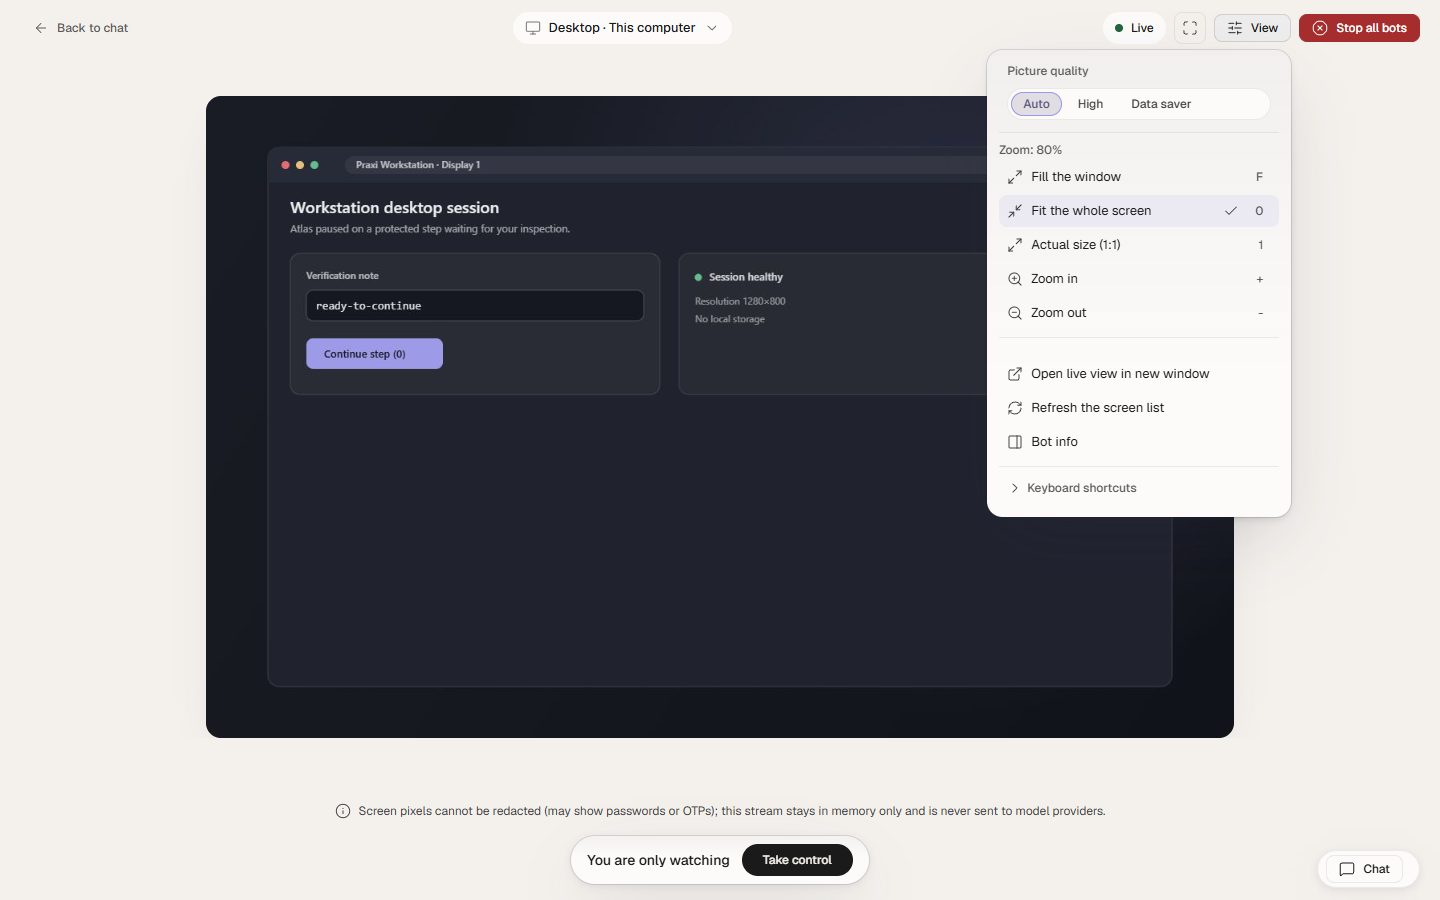 Back to chat
Desktop · This computer
Live
View
Stop all bots
Picture quality
Auto High Data saver
Zoom: 80%
Fill the window F
Fit the whole screen 0
Actual size (1:1) 1
Zoom in +
Zoom out -
Open live view in new window
Refresh the screen list
Bot info
Keyboard shortcuts
Praxi Workstation · Display 1
Workstation desktop session
Atlas paused on a protected step waiting for your inspection.
Verification note
ready-to-continue
Continue step (0)
Session healthy
Resolution 1280×800
No local storage
Screen pixels cannot be redacted (may show passwords or OTPs); this stream stays in memory only and is never sent to model providers.
You are only watching
Take control
Chat